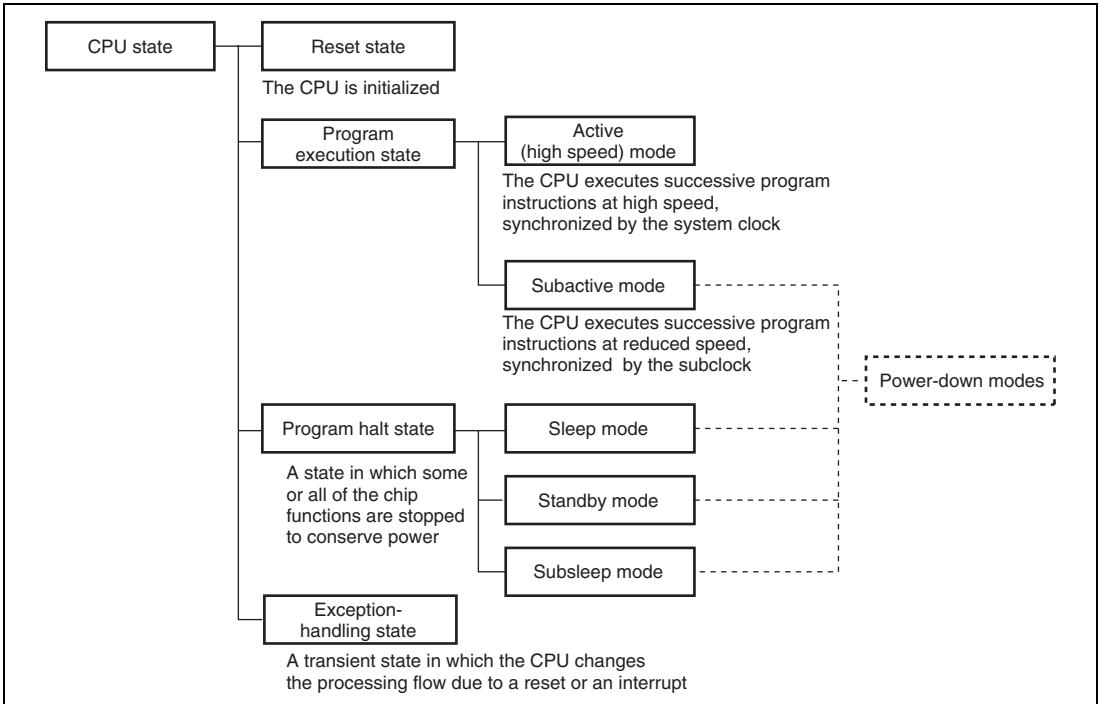 CPU state
Reset state
The CPU is initialized
Program
execution state
Active
(high speed) mode
The CPU executes successive program
instructions at high speed,
synchronized by the system clock
Subactive mode
The CPU executes successive program
instructions at reduced speed,
synchronized by the subclock
Power-down modes
Program halt state
A state in which some
or all of the chip
functions are stopped
to conserve power
Sleep mode
Standby mode
Subsleep mode
Exception-
handling state
A transient state in which the CPU changes
the processing flow due to a reset or an interrupt